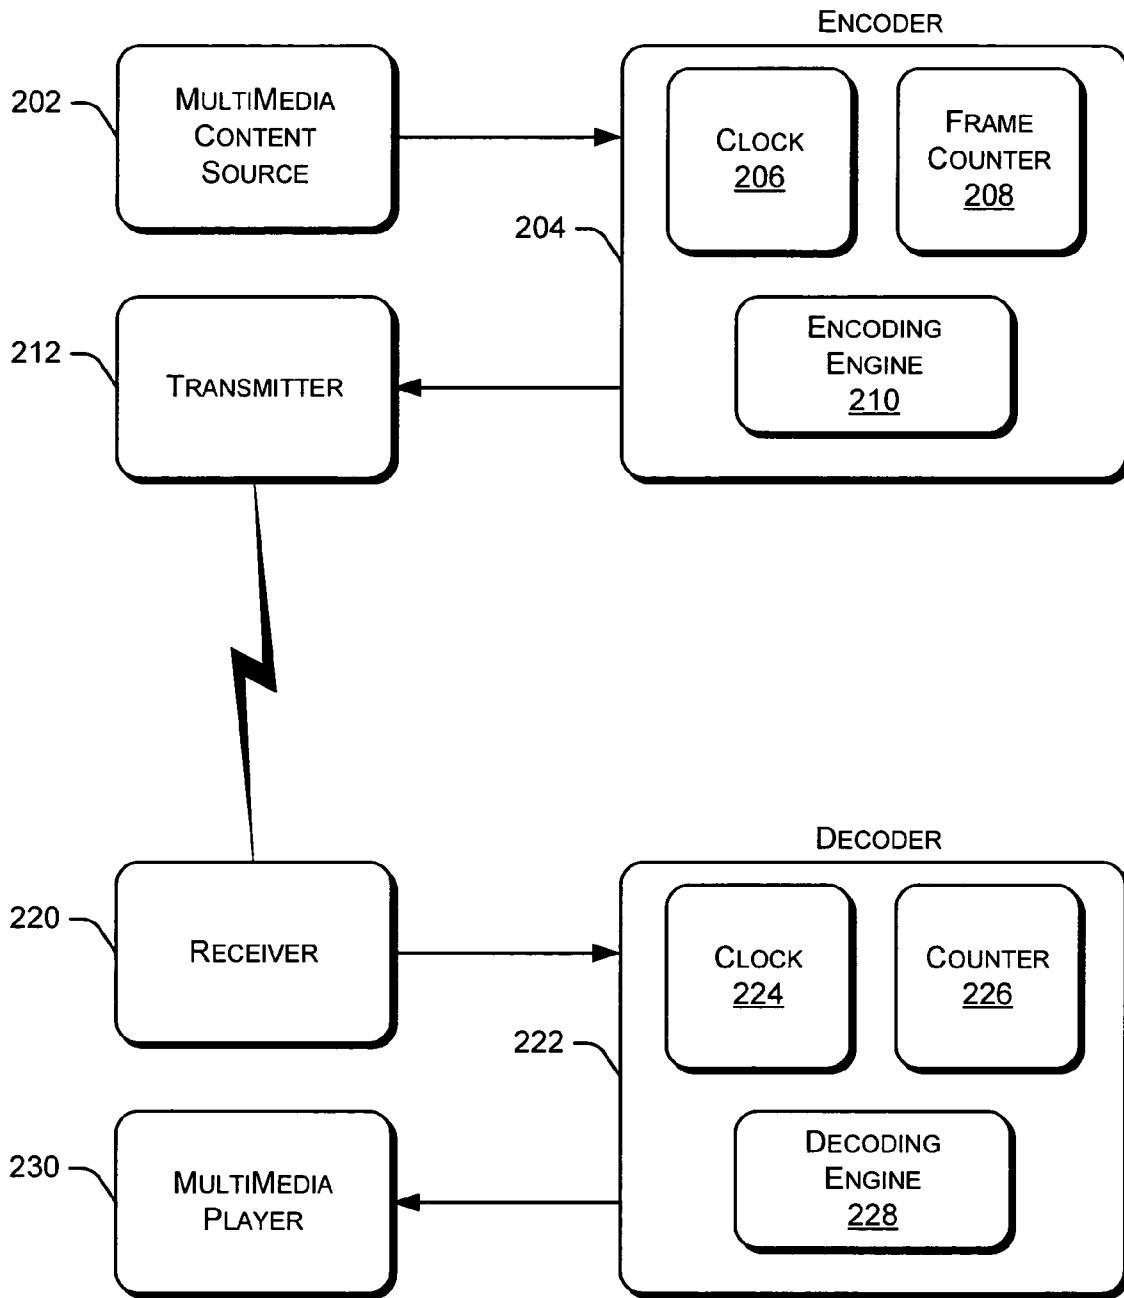 ENCODER
202
MULTIMEDIA
CONTENT
SOURCE
CLOCK
206
FRAME
COUNTER
208
204
212
TRANSMITTER
ENCODING
ENGINE
210
DECODER
220
RECEIVER
CLOCK
224
COUNTER
226
222
230
MULTIMEDIA
PLAYER
DECODING
ENGINE
228